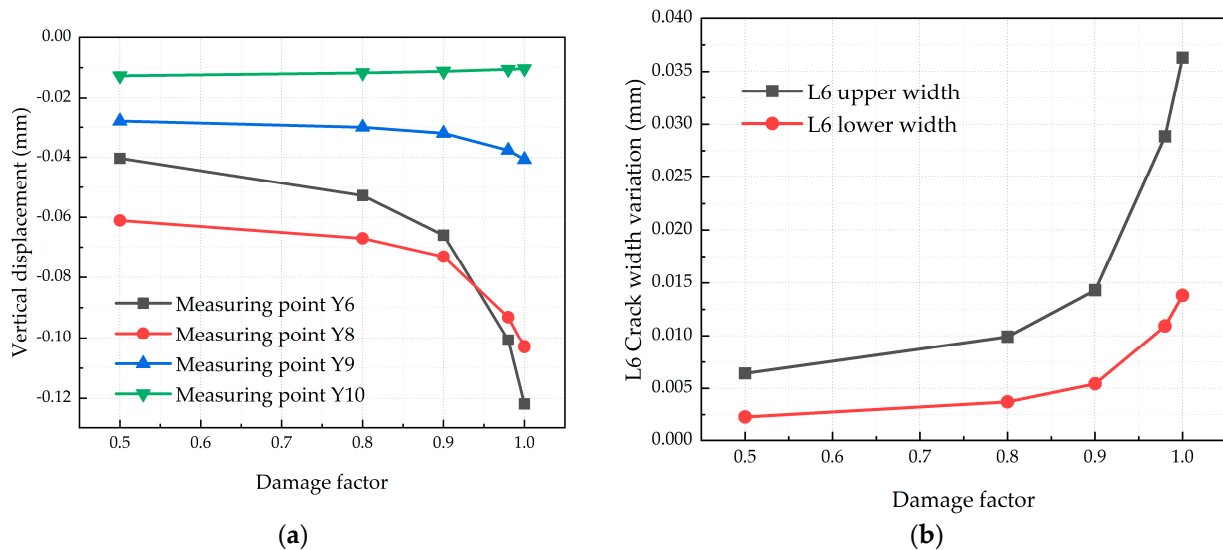 0.00
-0.02
-0.04
-0.06
-0.08
-0.10
-0.12
Vertical displacement (mm)
Measuring point Y6
Measuring point Y8
Measuring point Y9
Measuring point Y10
0.5 0.6 0.7 0.8 0.9 1.0
Damage factor
(a)
0.040
0.035
0.030
0.025
0.020
0.015
0.010
0.005
0.000
L6 Crack width variation (mm)
L6 upper width
L6 lower width
0.5 0.6 0.7 0.8 0.9 1.0
Damage factor
(b)